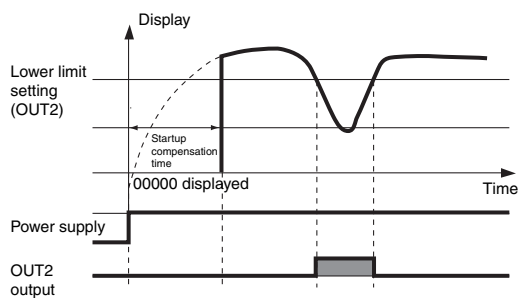 Display
Lower limit
setting
(OUT2)
Startup
compensation
time
00000 displayed
Time
Power supply
OUT2
output